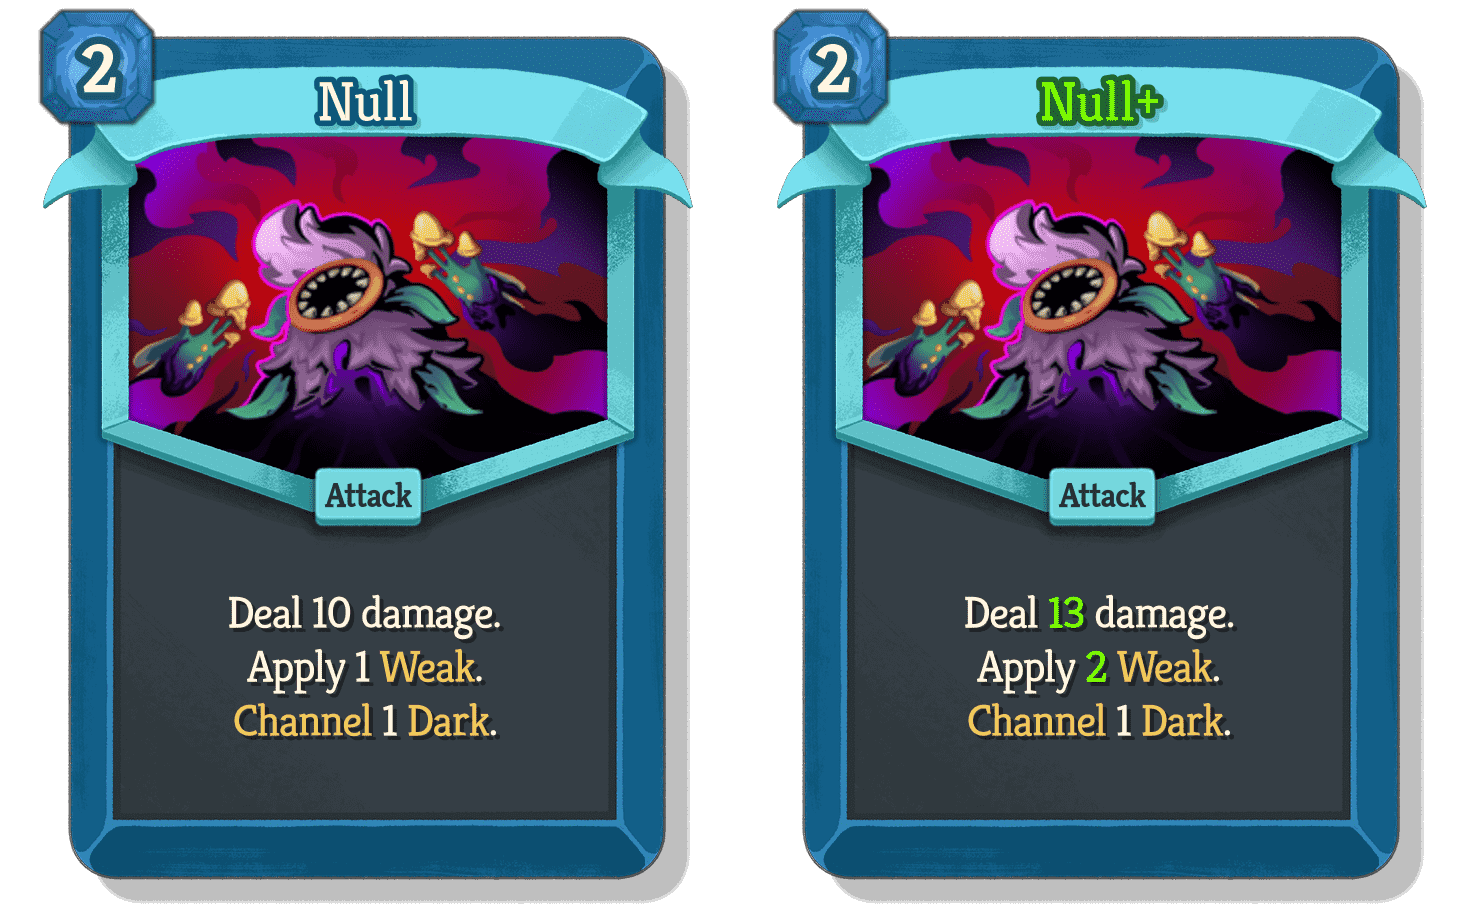 2
Null
Attack
Deal 10 damage.
Apply 1 Weak.
Channel 1 Dark.
2
Null+
Attack
Deal 13 damage.
Apply 2 Weak.
Channel 1 Dark.